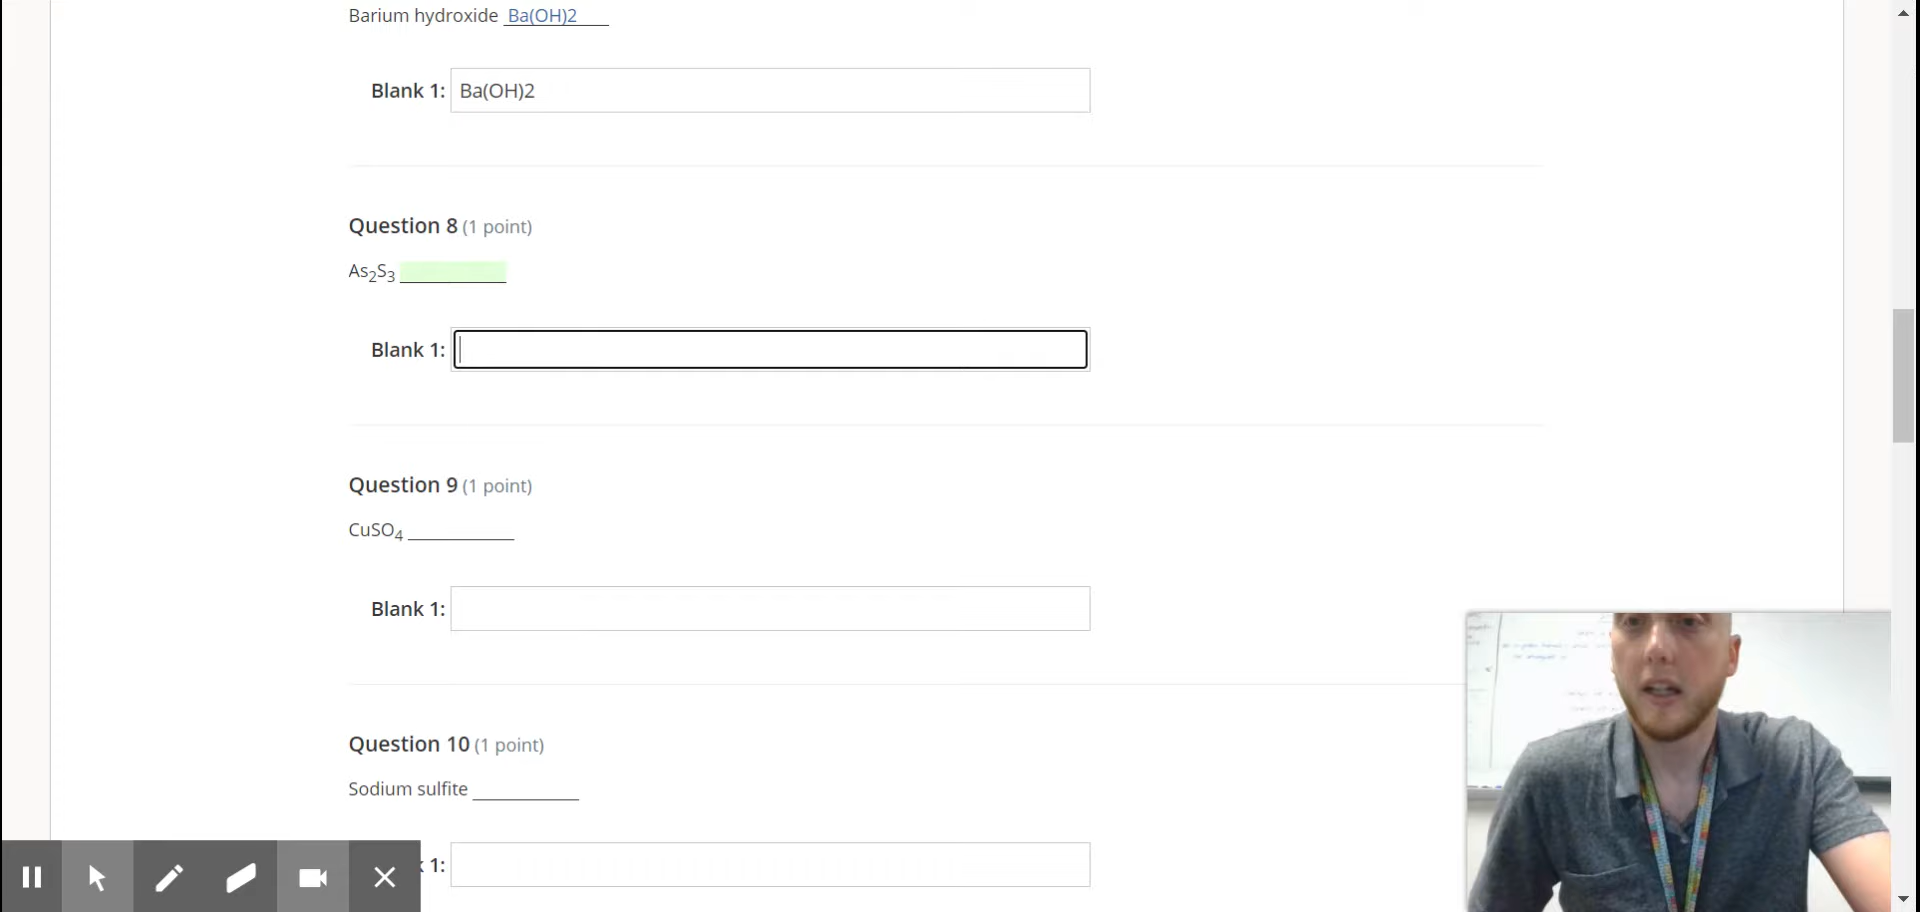 Barium hydroxide Ba(OH)2
Blank 1: Ba(OH)2
Question 8 (1 point)
As₂S₃
Blank 1:
Question 9 (1 point)
CuSO₄
Blank 1:
Question 10 (1 point)
Sodium sulfite
1: